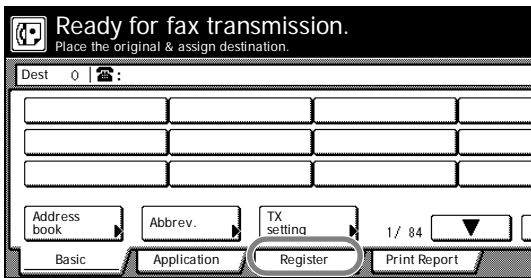 Ready for fax transmission.
Place the original & assign destination.
Dest 0 ☎:
Address book
Abbrev.
TX setting
1/ 84
Basic
Application
Register
Print Report